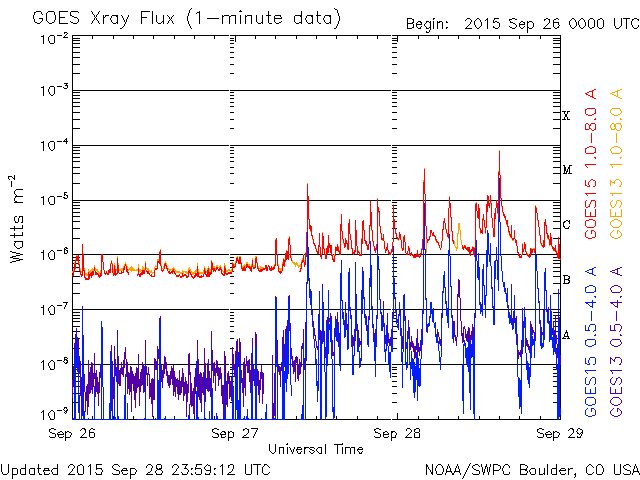 GOES Xray Flux (1-minute data)
Begin: 2015 Sep 26 0000 UTC
10-2
10-3
10-4
10-5
10-6
10-7
10-8
10-9
Watts m-2
X
M
C
B
A
GOES15 1.0-8.0 A
GOES13 1.0-8.0 A
GOES15 0.5-4.0 A
GOES13 0.5-4.0 A
Sep 26
Sep 27
Sep 28
Sep 29
Universal Time
Updated 2015 Sep 28 23:59:12 UTC
NOAA/SWPC Boulder, CO USA